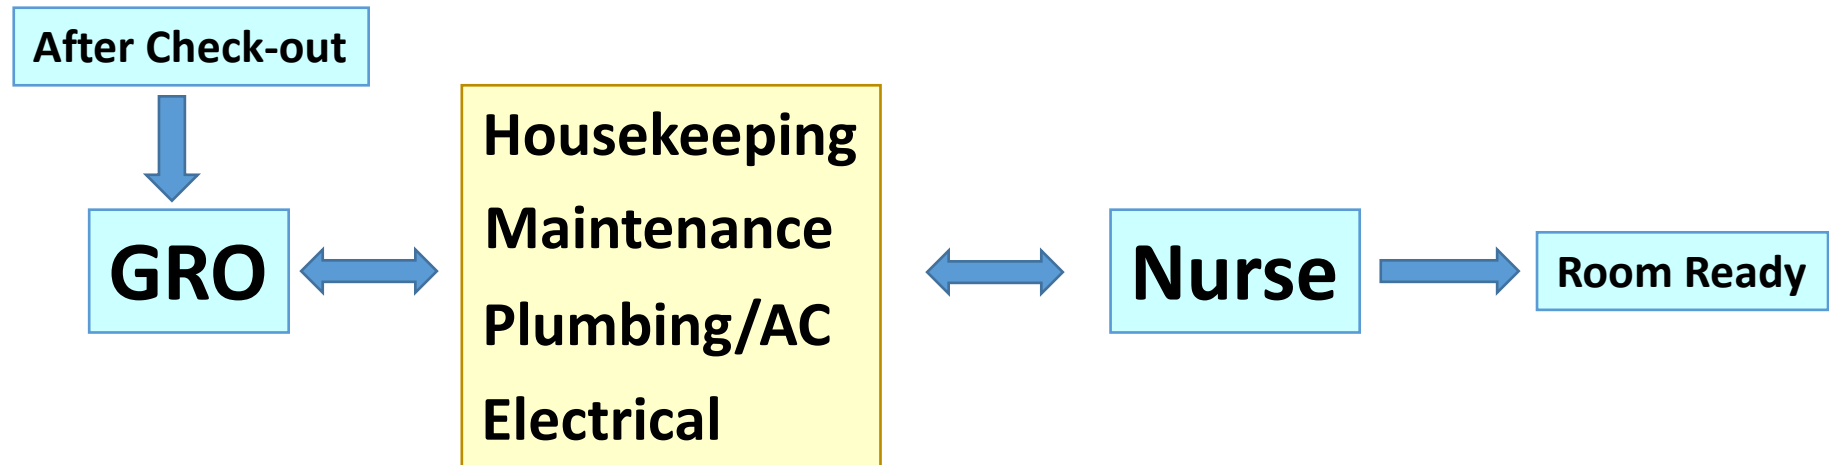 After Check-out
GRO
Housekeeping
Maintenance
Plumbing/AC
Electrical
Nurse
Room Ready